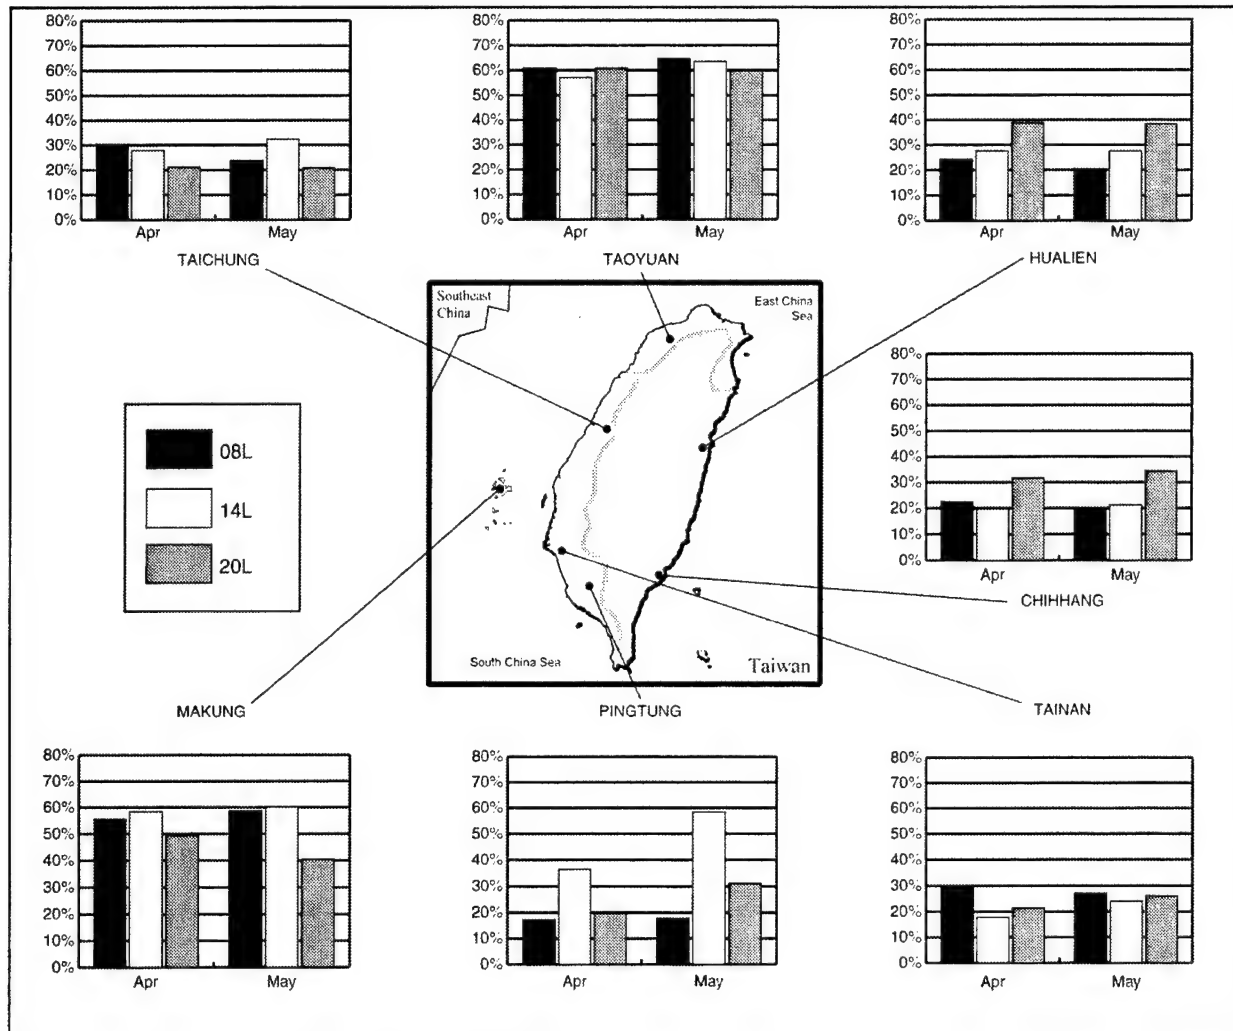 80%
70%
60%
50%
40%
30%
20%
10%
0%
Apr May
TAICHUNG
80%
70%
60%
50%
40%
30%
20%
10%
0%
Apr May
TAOYUAN
80%
70%
60%
50%
40%
30%
20%
10%
0%
Apr May
HUALIEN
Southeast
China
East China
Sea
South China Sea
Taiwan
08L
14L
20L
80%
70%
60%
50%
40%
30%
20%
10%
0%
Apr May
CHIHHANG
MAKUNG
80%
70%
60%
50%
40%
30%
20%
10%
0%
Apr May
PINGTUNG
80%
70%
60%
50%
40%
30%
20%
10%
0%
Apr May
TAINAN
80%
70%
60%
50%
40%
30%
20%
10%
0%
Apr May